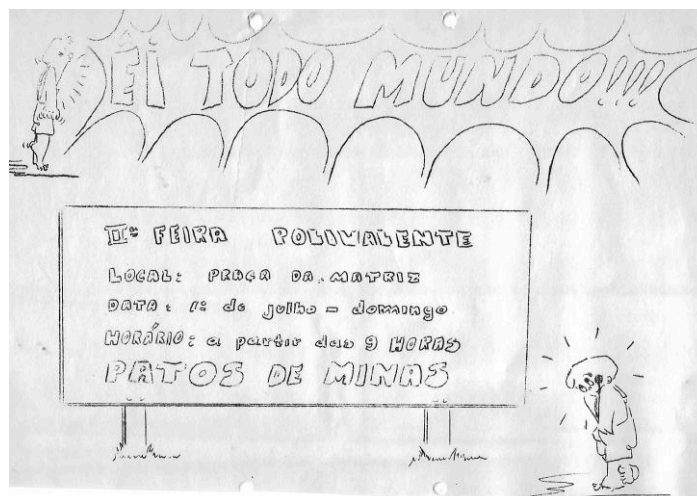 ÊI TODO MUNDO!!!
IIª FEIRA POLIVALENTE
LOCAL: PRAÇA DA MATRIZ
DATA: 1º de julho - domingo
HORÁRIO: a partir das 9 HORAS
PATOS DE MINAS